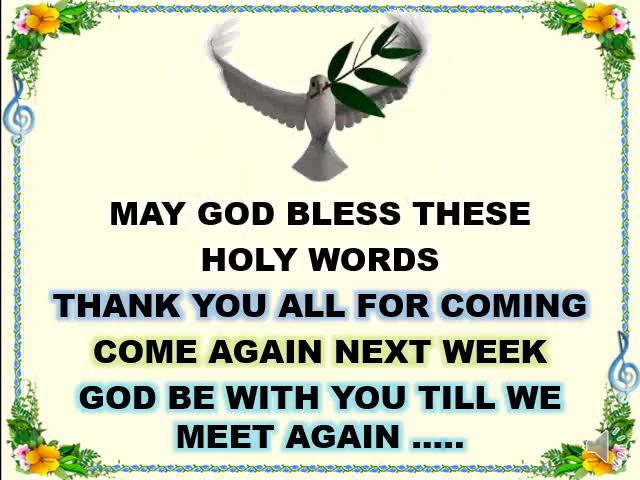 MAY GOD BLESS THESE
HOLY WORDS
THANK YOU ALL FOR COMING
COME AGAIN NEXT WEEK
GOD BE WITH YOU TILL WE
MEET AGAIN .....